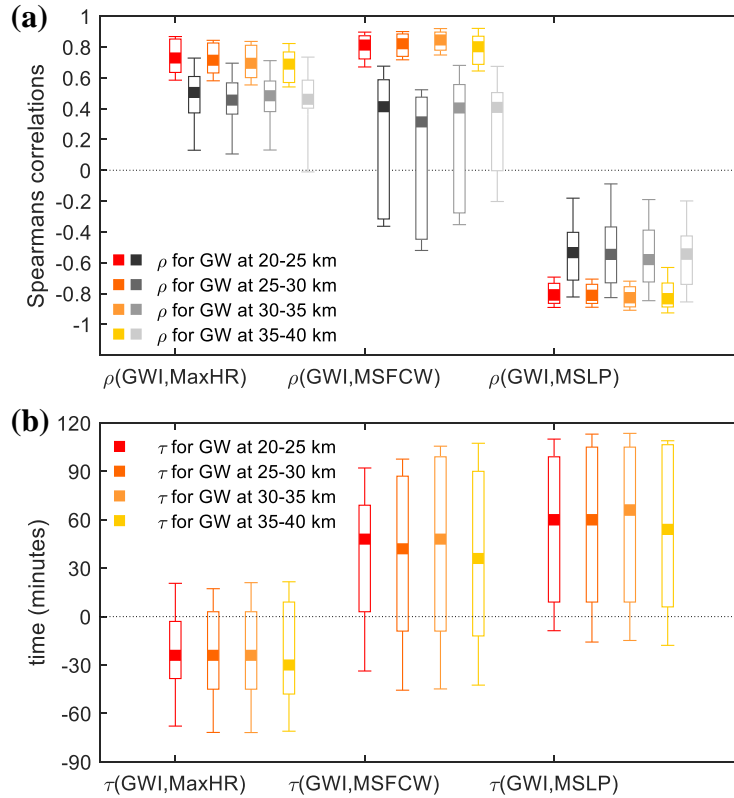 (a)
1
0.8
0.6
0.4
0.2
0
-0.2
-0.4
-0.6
-0.8
-1
Spearmans correlations
ρ for GW at 20-25 km
ρ for GW at 25-30 km
ρ for GW at 30-35 km
ρ for GW at 35-40 km
ρ(GWI,MaxHR) ρ(GWI,MSFCW) ρ(GWI,MSLP)
(b)
120
90
60
30
0
-30
-60
-90
time (minutes)
τ for GW at 20-25 km
τ for GW at 25-30 km
τ for GW at 30-35 km
τ for GW at 35-40 km
τ(GWI,MaxHR) τ(GWI,MSFCW) τ(GWI,MSLP)